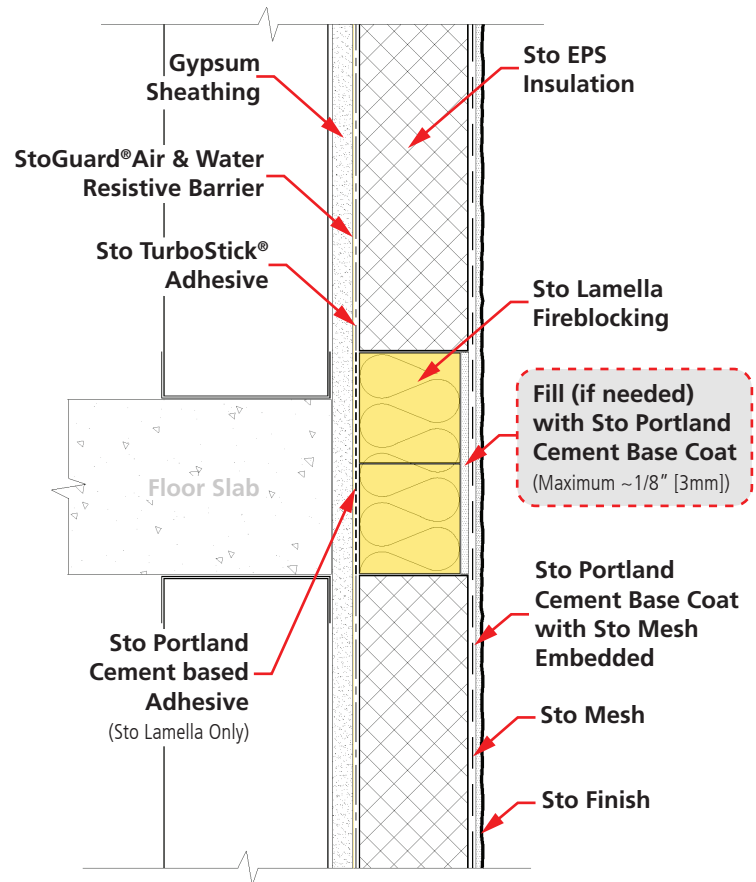 Gypsum
Sheathing
Sto EPS
Insulation
StoGuard®Air & Water
Resistive Barrier
Sto TurboStick®
Adhesive
Sto Lamella
Fireblocking
Fill (if needed)
with Sto Portland
Cement Base Coat
(Maximum ~1/8" [3mm])
Floor Slab
Sto Portland
Cement Base Coat
with Sto Mesh
Embedded
Sto Portland
Cement based
Adhesive
(Sto Lamella Only)
Sto Mesh
Sto Finish